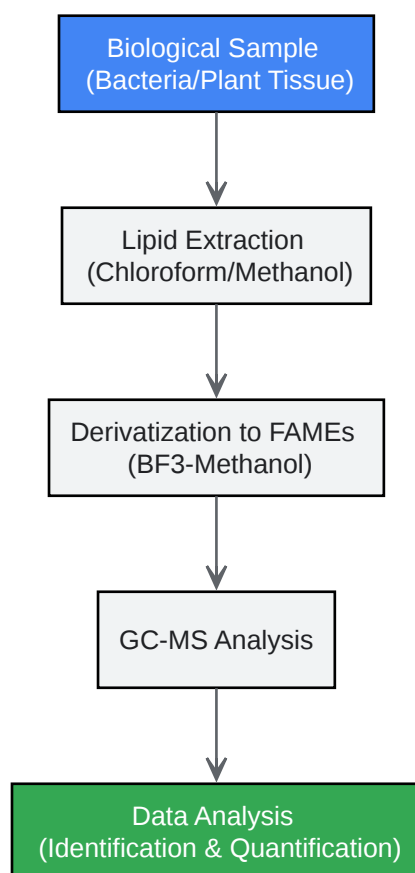 Biological Sample
(Bacteria/Plant Tissue)
Lipid Extraction
(Chloroform/Methanol)
Derivatization to FAMEs
(BF3-Methanol)
GC-MS Analysis
Data Analysis
(Identification & Quantification)